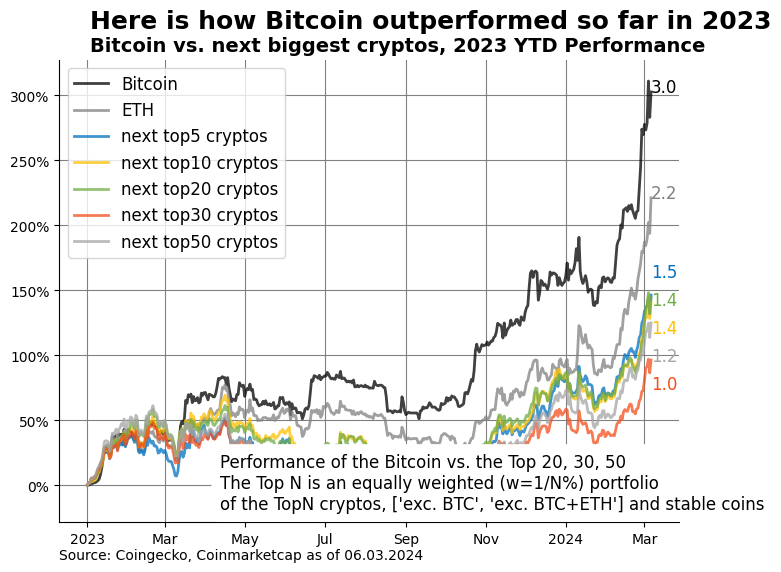 Here is how Bitcoin outperformed so far in 2023
Bitcoin vs. next biggest cryptos, 2023 YTD Performance
Bitcoin
ETH
next top5 cryptos
next top10 cryptos
next top20 cryptos
next top30 cryptos
next top50 cryptos
300%
250%
200%
150%
100%
50%
0%
3.0
2.2
1.5
1.4
1.4
1.2
1.0
Performance of the Bitcoin vs. the Top 20, 30, 50
The Top N is an equally weighted (w=1/N%) portfolio
of the TopN cryptos, ['exc. BTC', 'exc. BTC+ETH'] and stable coins
2023 Mar May Jul Sep Nov 2024 Mar
Source: Coingecko, Coinmarketcap as of 06.03.2024